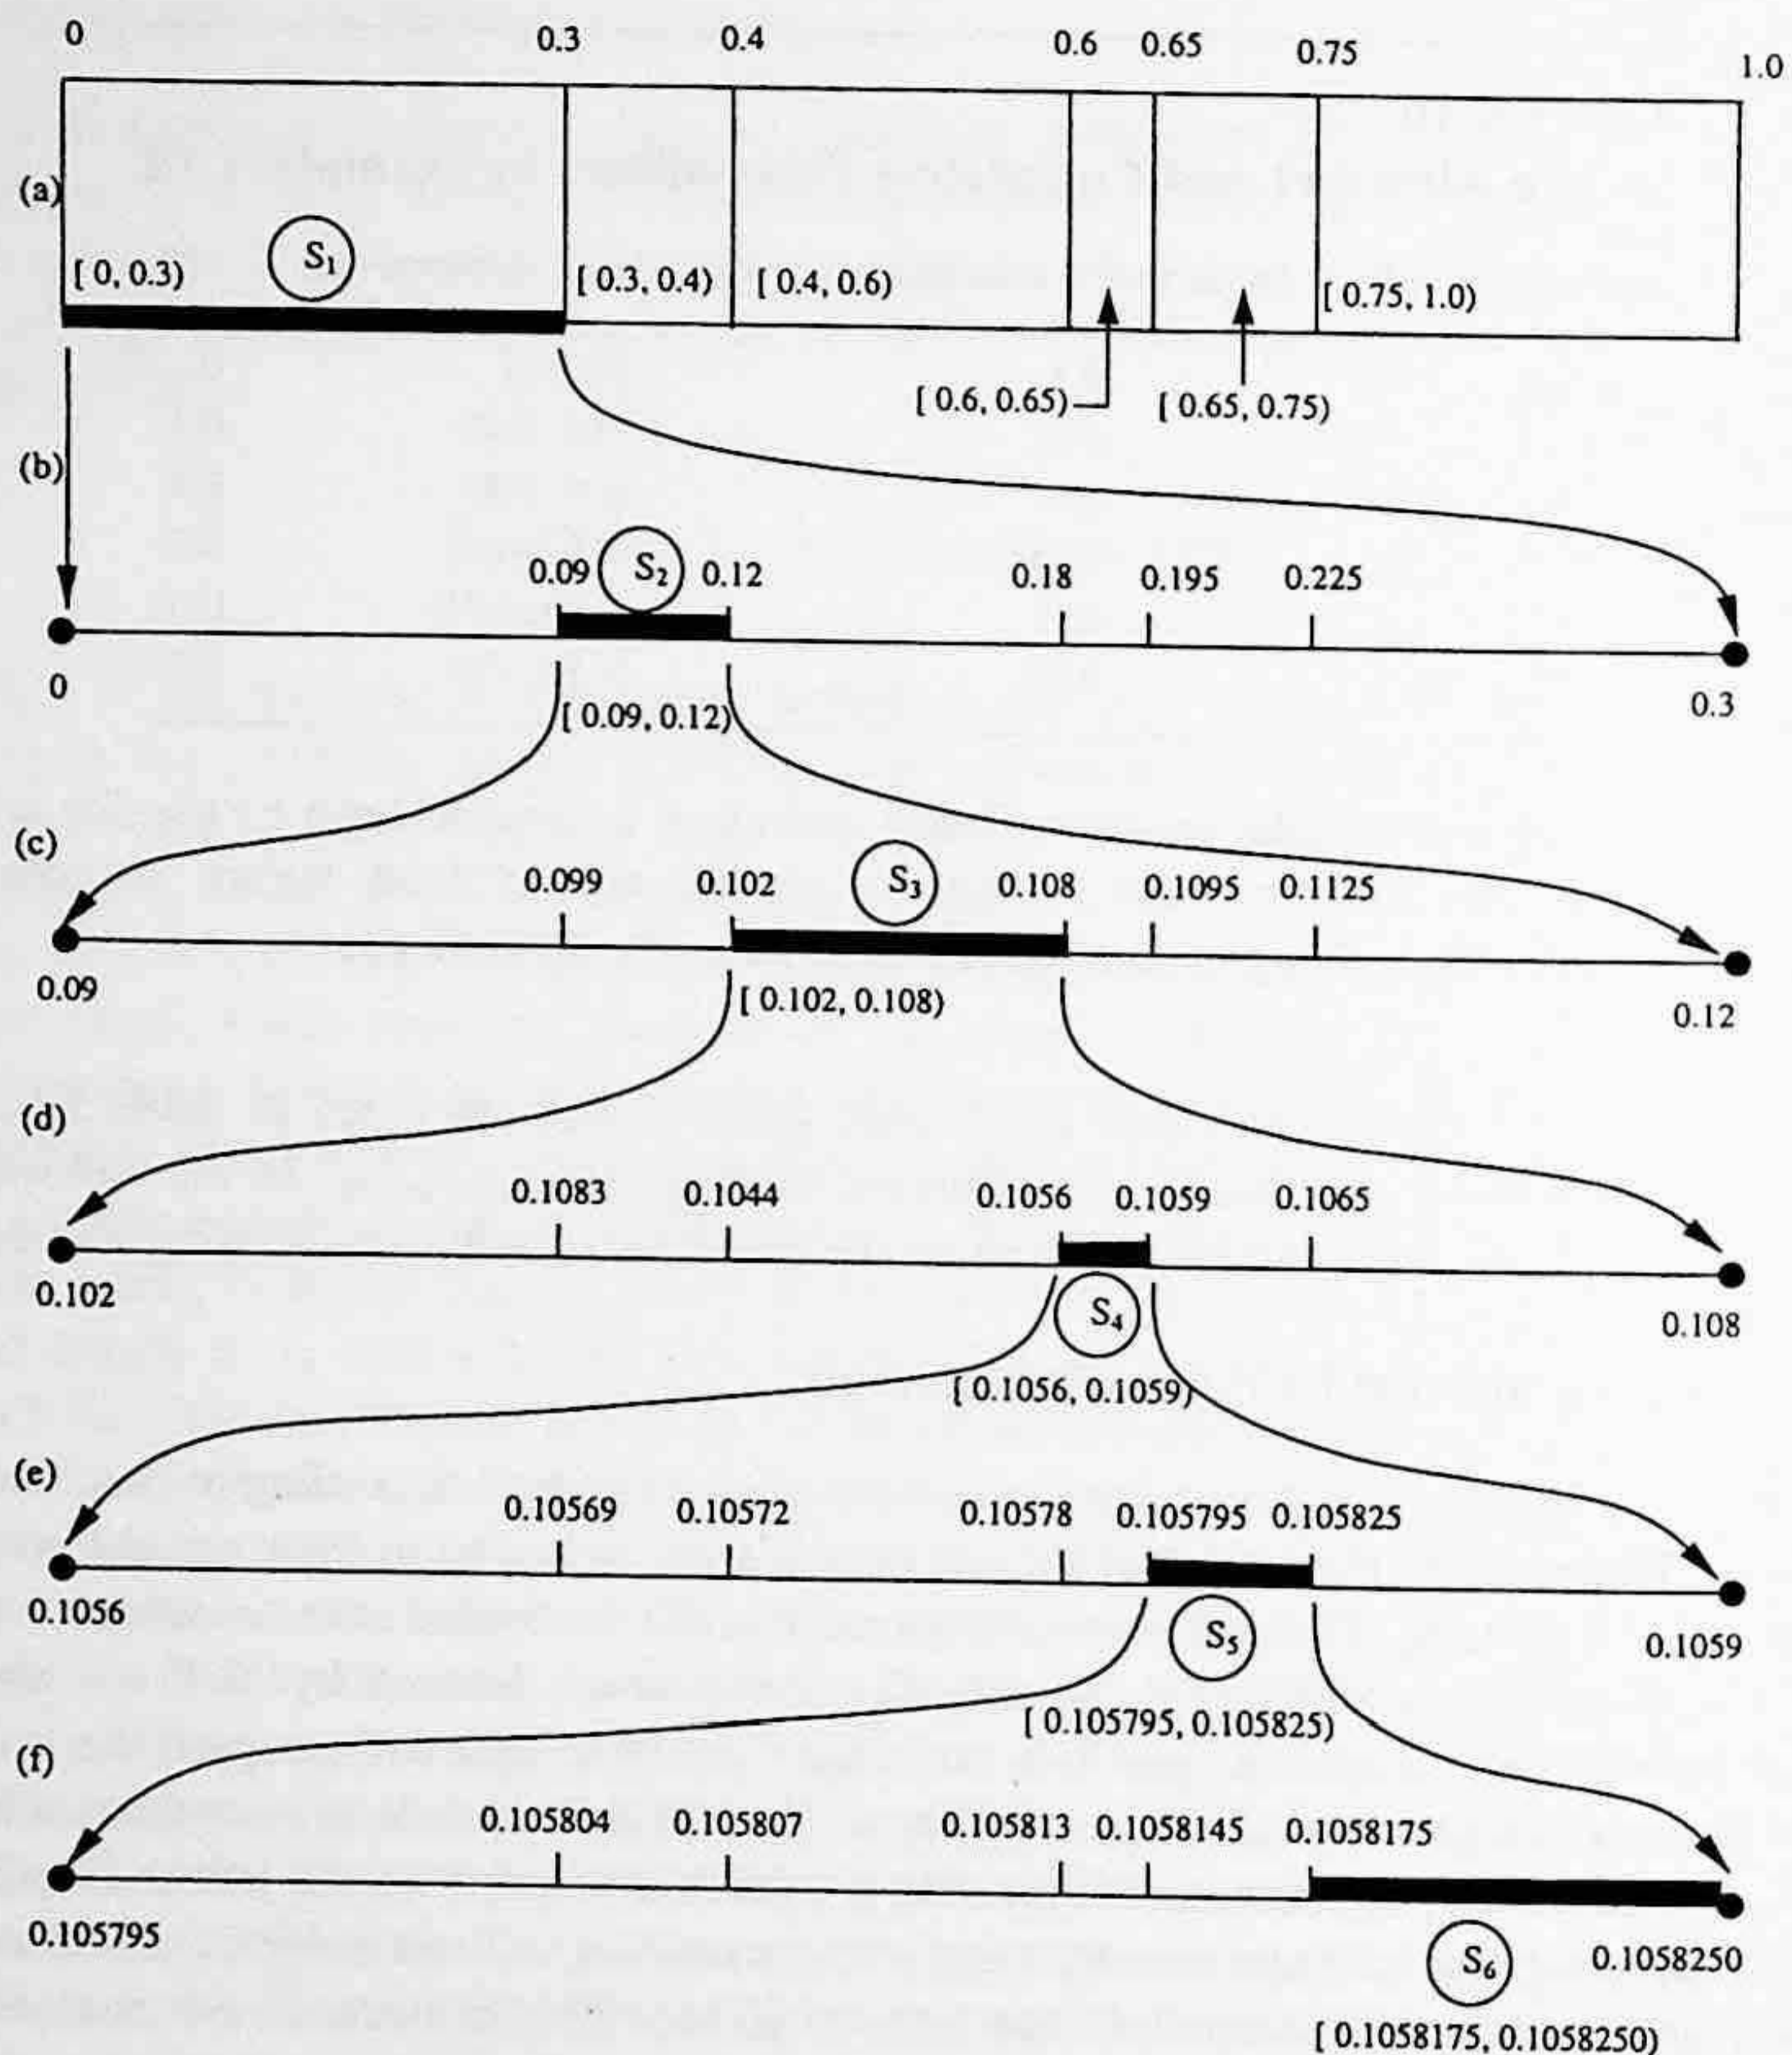 0 0.3 0.4 0.6 0.65 0.75 1.0
(a)
[ 0, 0.3) S₁ [ 0.3, 0.4) [ 0.4, 0.6) [ 0.75, 1.0)
[ 0.6, 0.65) [ 0.65, 0.75)
(b)
0.09 S₂ 0.12 0.18 0.195 0.225
0 0.3
[ 0.09, 0.12)
(c)
0.099 0.102 S₃ 0.108 0.1095 0.1125
0.09 0.12
[ 0.102, 0.108)
(d)
0.1083 0.1044 0.1056 0.1059 0.1065
0.102 0.108
S₄
[ 0.1056, 0.1059)
(e)
0.10569 0.10572 0.10578 0.105795 0.105825
0.1056 0.1059
S₅
[ 0.105795, 0.105825)
(f)
0.105804 0.105807 0.105813 0.1058145 0.1058175
0.105795 S₆ 0.1058250
[ 0.1058175, 0.1058250)